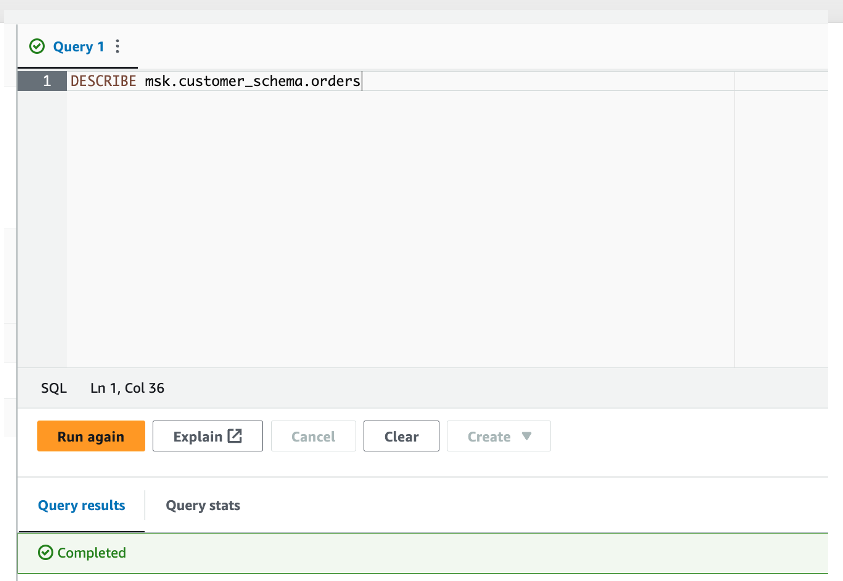 Query 1
1 DESCRIBE msk.customer_schema.orders
SQL Ln 1, Col 36
Run again Explain Cancel Clear Create
Query results Query stats
Completed